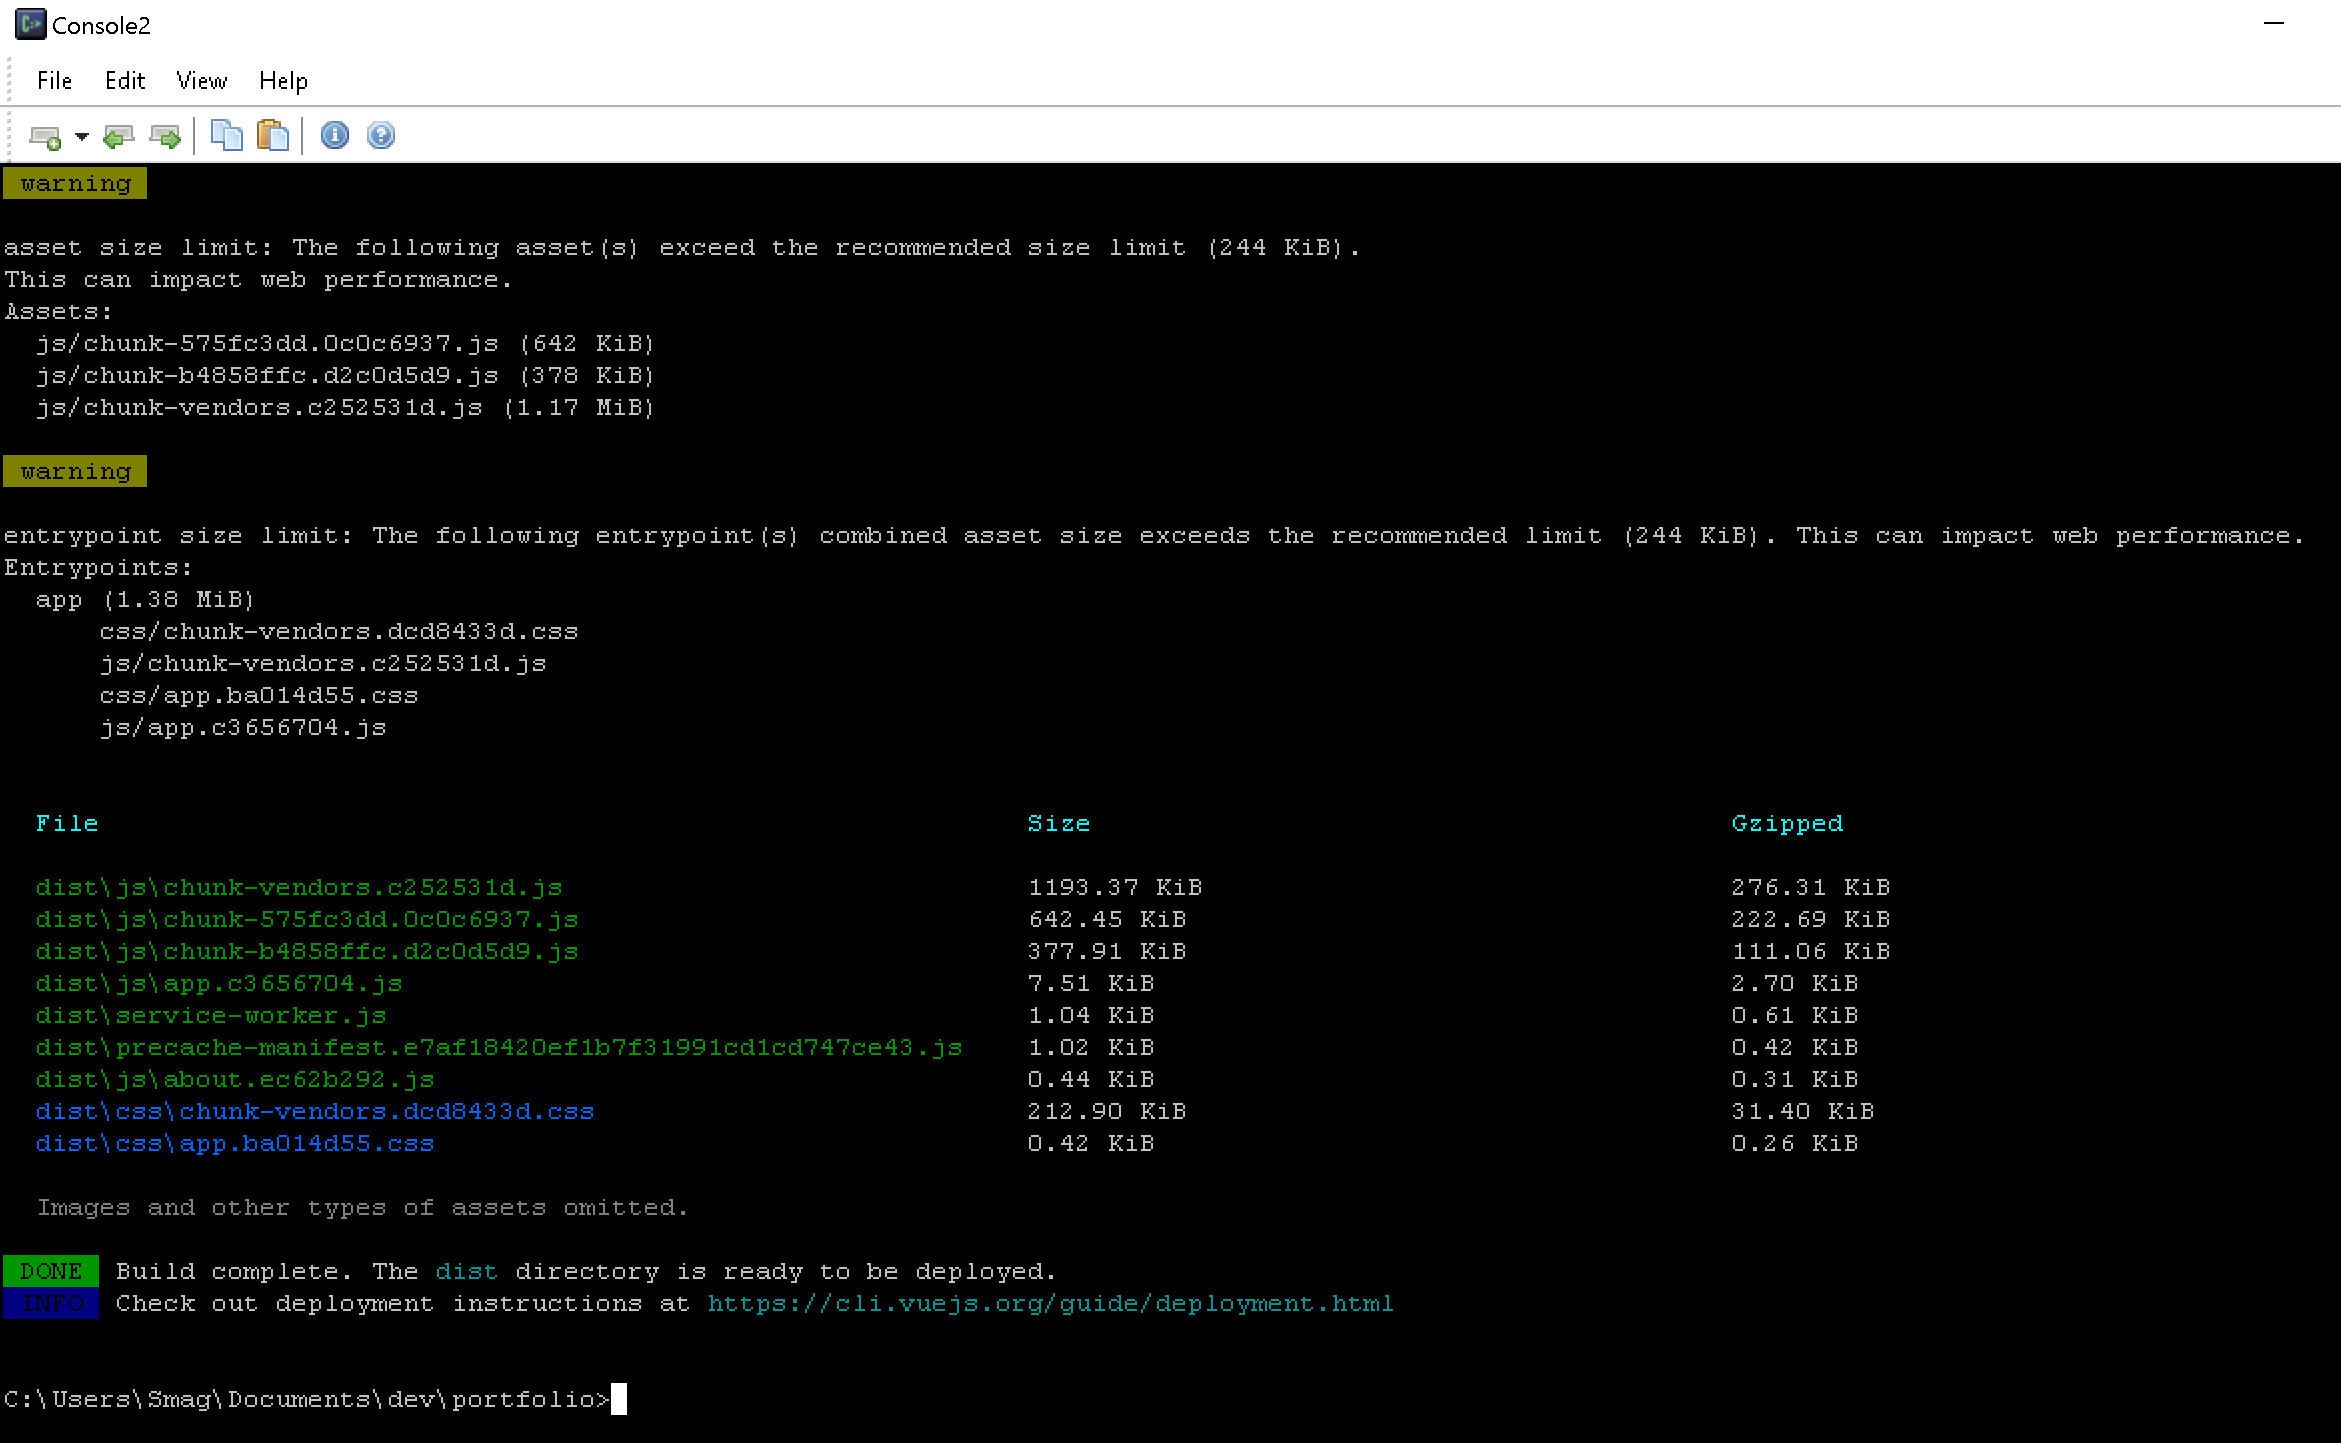 Console2
File Edit View Help
warning
asset size limit: The following asset(s) exceed the recommended size limit (244 KiB).
This can impact web performance.
Assets:
js/chunk-575fc3dd.0c0c6937.js (642 KiB)
js/chunk-b4858ffc.d2c0d5d9.js (378 KiB)
js/chunk-vendors.c252531d.js (1.17 MiB)
warning
entrypoint size limit: The following entrypoint(s) combined asset size exceeds the recommended limit (244 KiB). This can impact web performance.
Entrypoints:
app (1.38 MiB)
css/chunk-vendors.dcd8433d.css
js/chunk-vendors.c252531d.js
css/app.ba014d55.css
js/app.c3656704.js
File Size Gzipped
dist\js\chunk-vendors.c252531d.js 1193.37 KiB 276.31 KiB
dist\js\chunk-575fc3dd.0c0c6937.js 642.45 KiB 222.69 KiB
dist\js\chunk-b4858ffc.d2c0d5d9.js 377.91 KiB 111.06 KiB
dist\js\app.c3656704.js 7.51 KiB 2.70 KiB
dist\service-worker.js 1.04 KiB 0.61 KiB
dist\precache-manifest.e7af18420ef1b7f31991cd1cd747ce43.js 1.02 KiB 0.42 KiB
dist\js\about.ec62b292.js 0.44 KiB 0.31 KiB
dist\css\chunk-vendors.dcd8433d.css 212.90 KiB 31.40 KiB
dist\css\app.ba014d55.css 0.42 KiB 0.26 KiB
Images and other types of assets omitted.
DONE Build complete. The dist directory is ready to be deployed.
INFO Check out deployment instructions at https://cli.vuejs.org/guide/deployment.html
C:\Users\Smag\Documents\dev\portfolio>